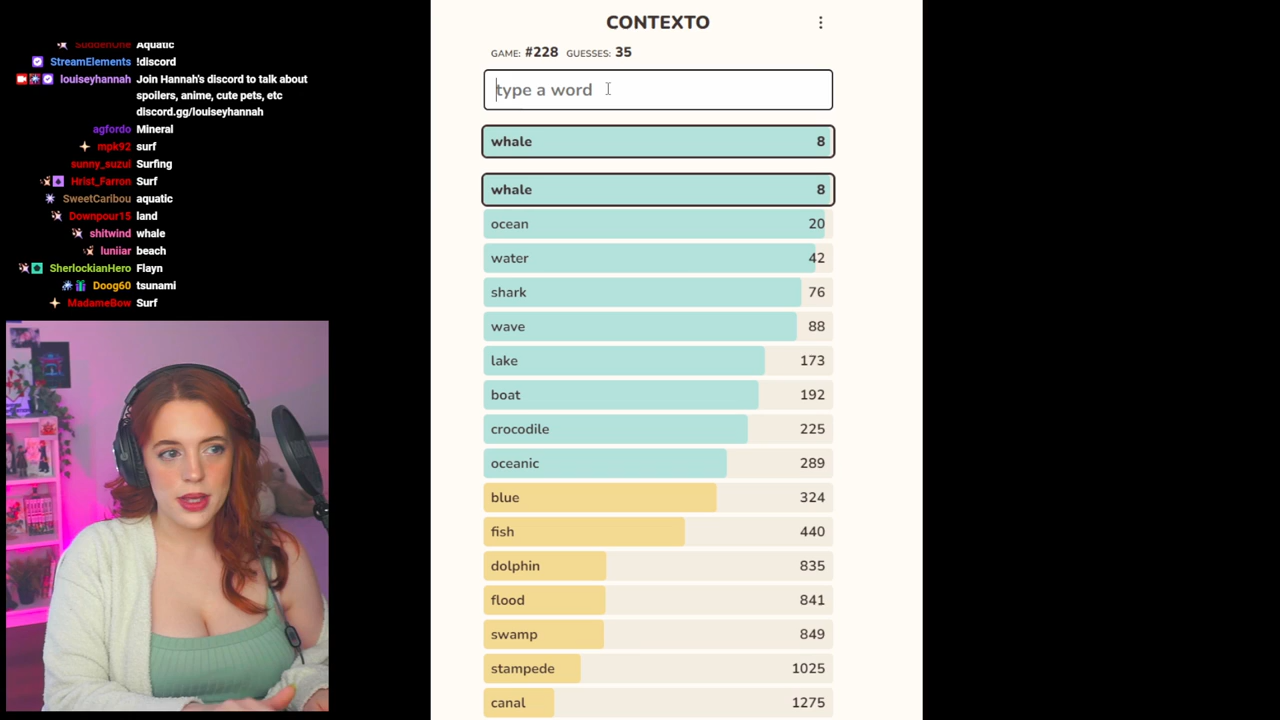 SuddenOne Aquatic
StreamElements !discord
louiseyhannah Join Hannah's discord to talk about
spoilers, anime, cute pets, etc
discord.gg/louiseyhannah
agfordo Mineral
mpk92 surf
sunny_suzul Surfing
Hrist_Farron Surf
SweetCaribou aquatic
Downpour15 land
shitwind whale
luniiar beach
SherlockianHero Flayn
Doog60 tsunami
MadameBow Surf
CONTEXTO
GAME: #228 GUESSES: 35
type a word
whale 8
whale 8
ocean 20
water 42
shark 76
wave 88
lake 173
boat 192
crocodile 225
oceanic 289
blue 324
fish 440
dolphin 835
flood 841
swamp 849
stampede 1025
canal 1275